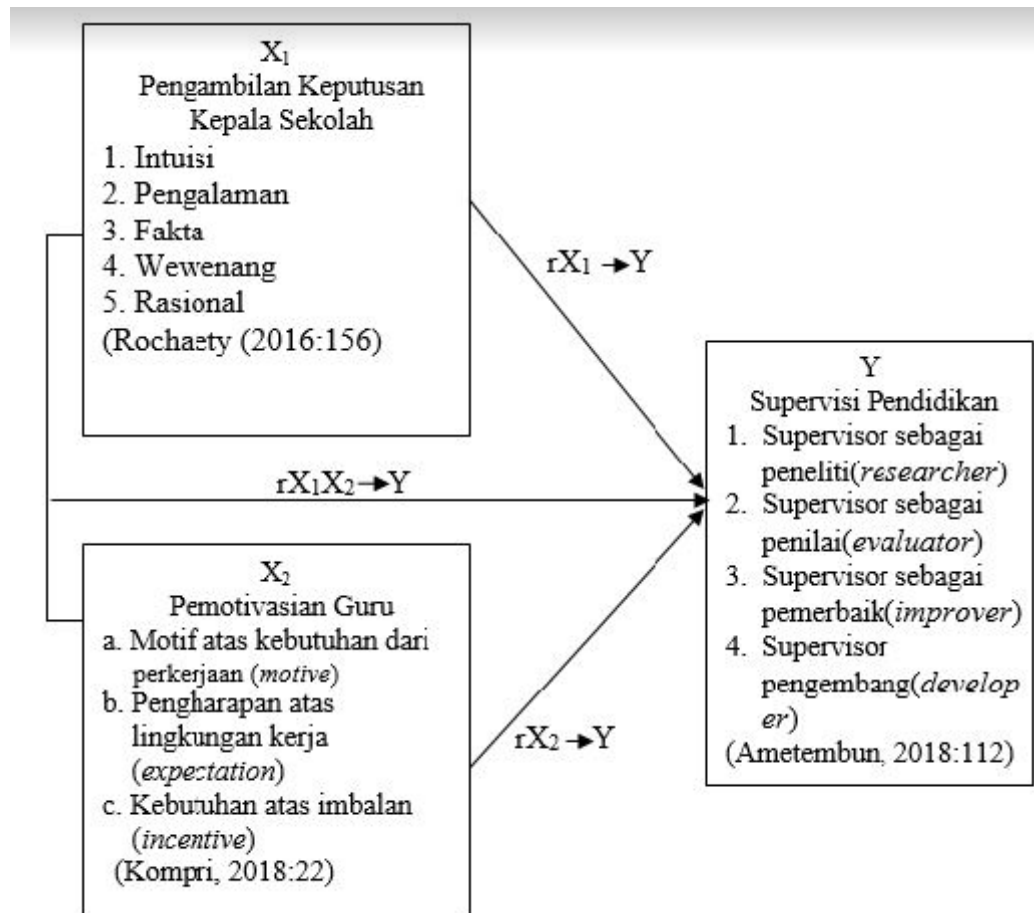 X₁
Pengambilan Keputusan
Kepala Sekolah
1. Intuisi
2. Pengalaman
3. Fakta
4. Wewenang
5. Rasional
(Rochaety (2016:156)
rX₁ →Y
rX₁X₂→Y
X₂
Pemotivasian Guru
a. Motif atas kebutuhan dari
perkerjaan (motive)
b. Pengharapan atas
lingkungan kerja
(expectation)
c. Kebutuhan atas imbalan
(incentive)
(Kompri, 2018:22)
rX₂→Y
Y
Supervisi Pendidikan
1. Supervisor sebagai
peneliti(researcher)
2. Supervisor sebagai
penilai(evaluator)
3. Supervisor sebagai
pemerbaik(improver)
4. Supervisor
pengembang(develop
er)
(Ametembun, 2018:112)